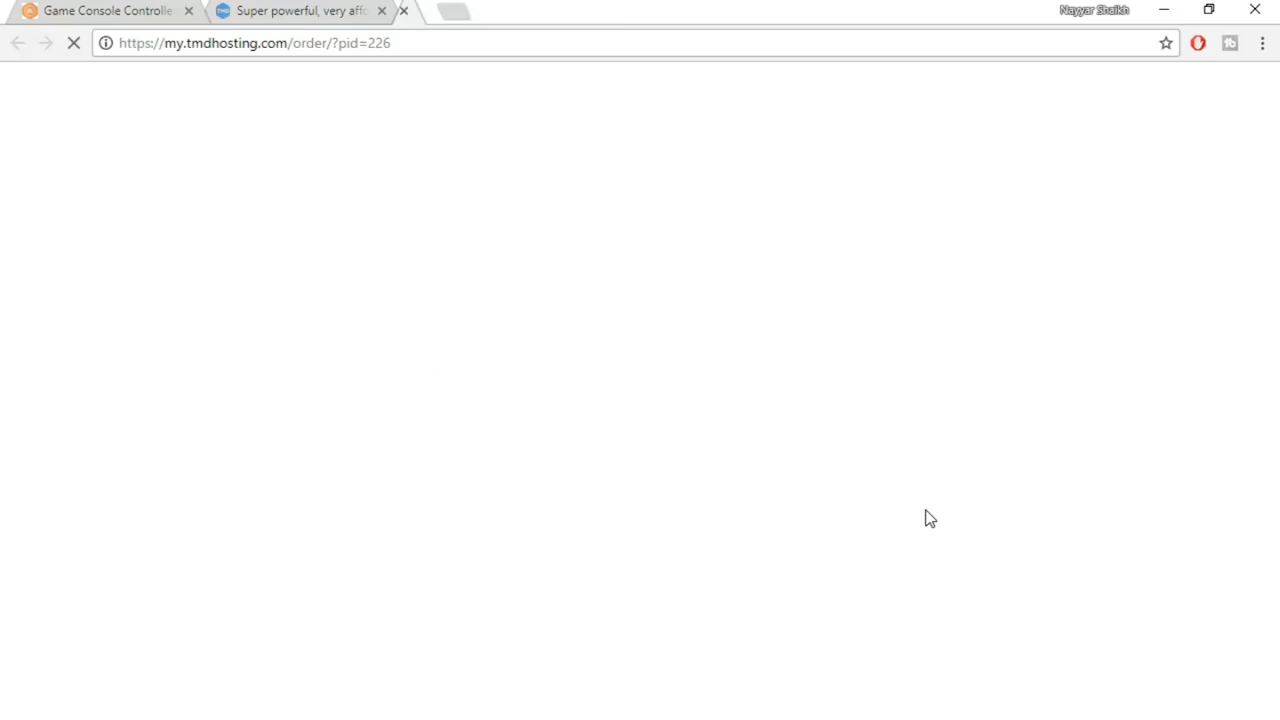 Game Console Controlle
Super powerful, very affo
Nayyar Shaikh
https://my.tmdhosting.com/order/?pid=226